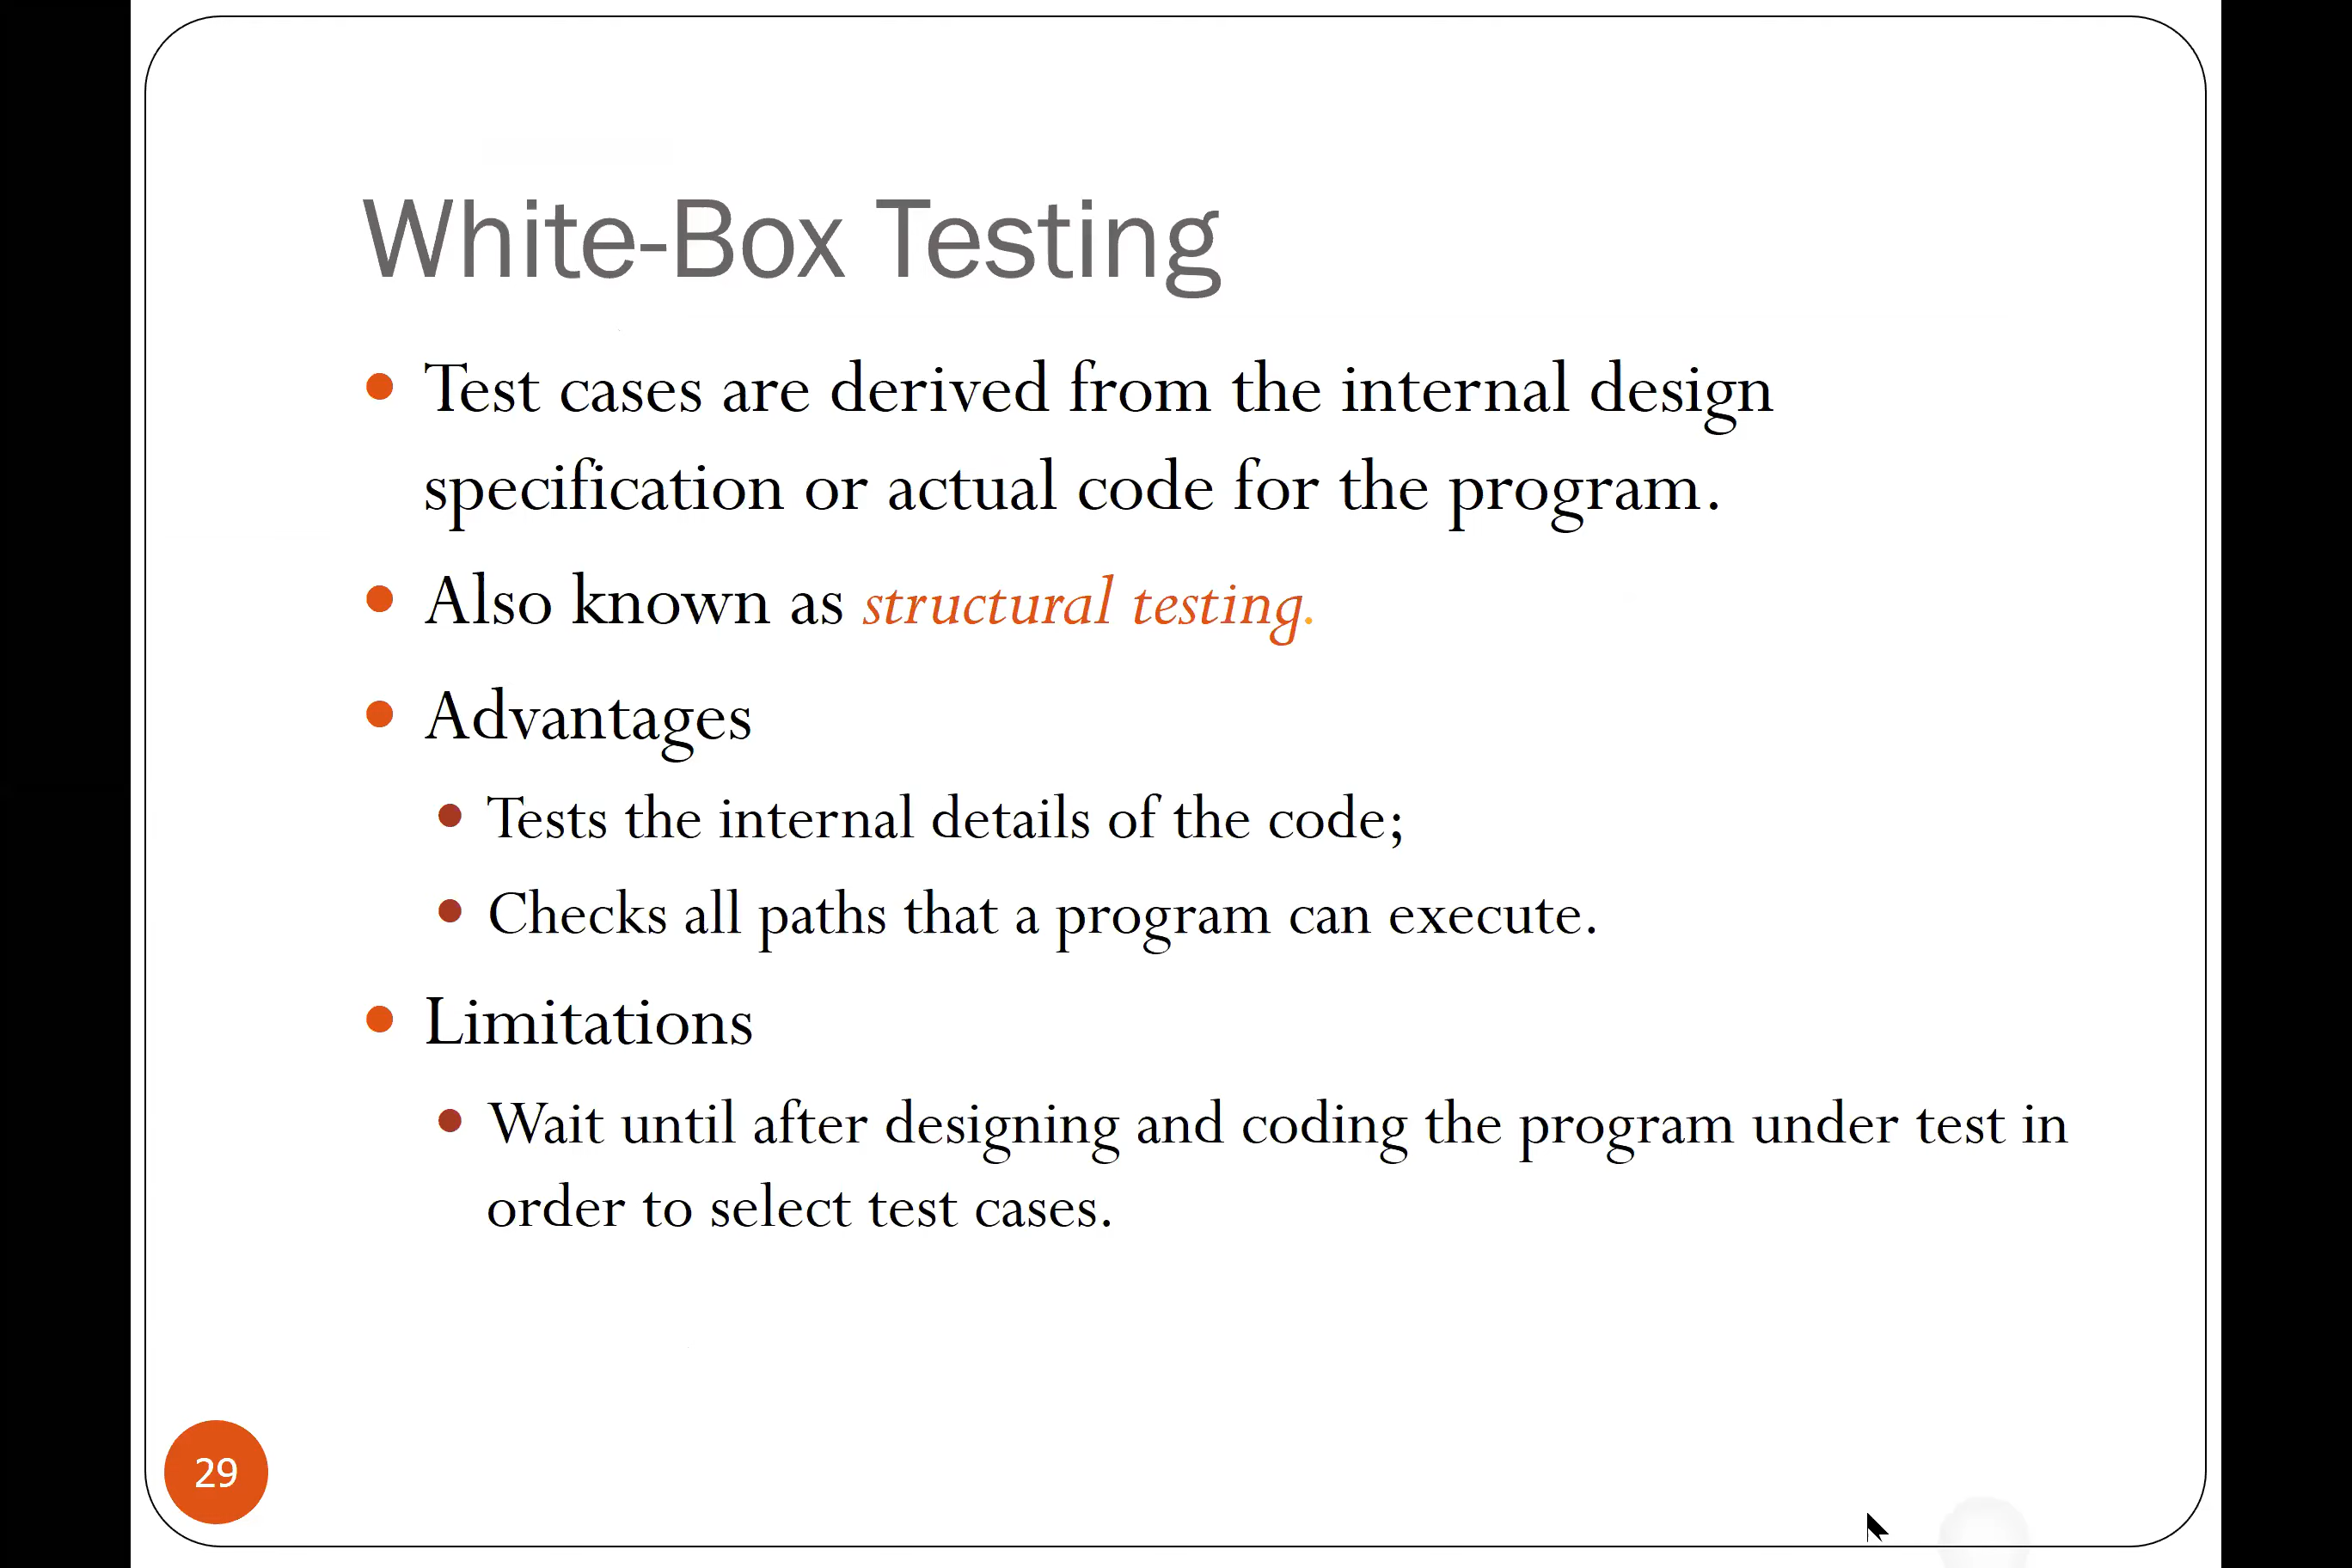 White-Box Testing
• Test cases are derived from the internal design
specification or actual code for the program.
• Also known as structural testing.
• Advantages
• Tests the internal details of the code;
• Checks all paths that a program can execute.
• Limitations
• Wait until after designing and coding the program under test in
order to select test cases.
29